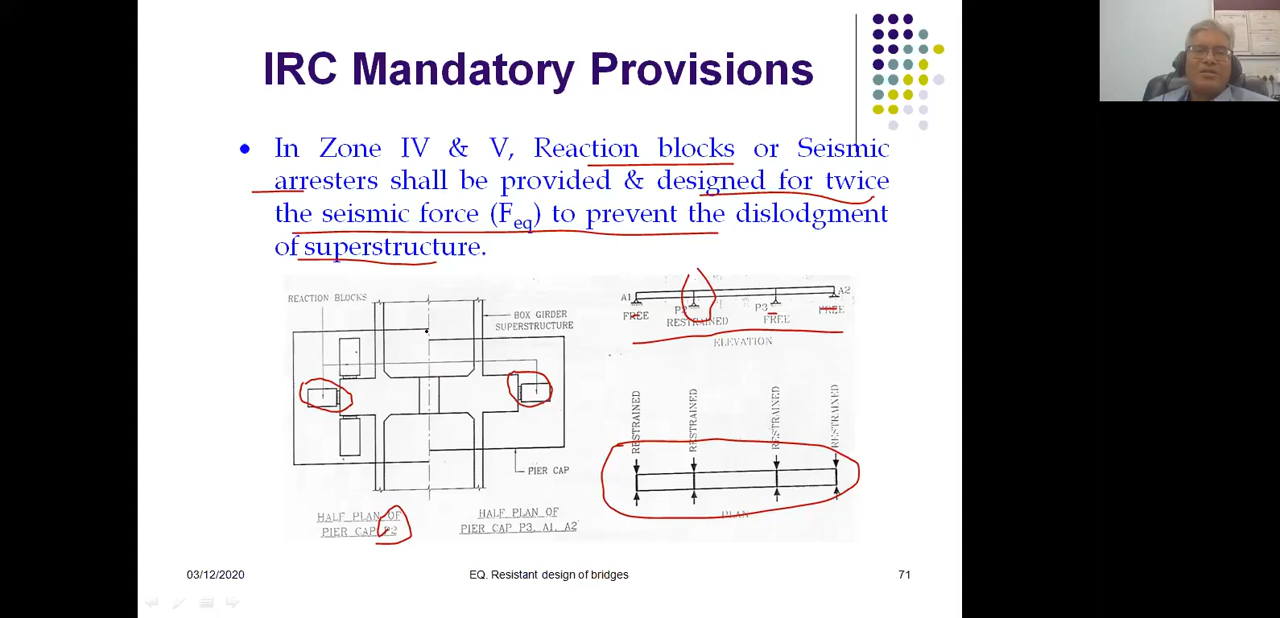 IRC Mandatory Provisions
In Zone IV & V, Reaction blocks or Seismic
arresters shall be provided & designed for twice
the seismic force (Feq) to prevent the dislodgment
of superstructure.
REACTION BLOCKS
BOX GIRDER
SUPERSTRUCTURE
PIER CAP
HALF PLAN OF
PIER CAP P2
HALF PLAN OF
PIER CAP P3, A1, A2
A1
P2
P3
A2
FREE
RESTRAINED
FREE
FREE
ELEVATION
RESTRAINED
RESTRAINED
RESTRAINED
RESTRAINED
PLAN
03/12/2020
EQ. Resistant design of bridges
71